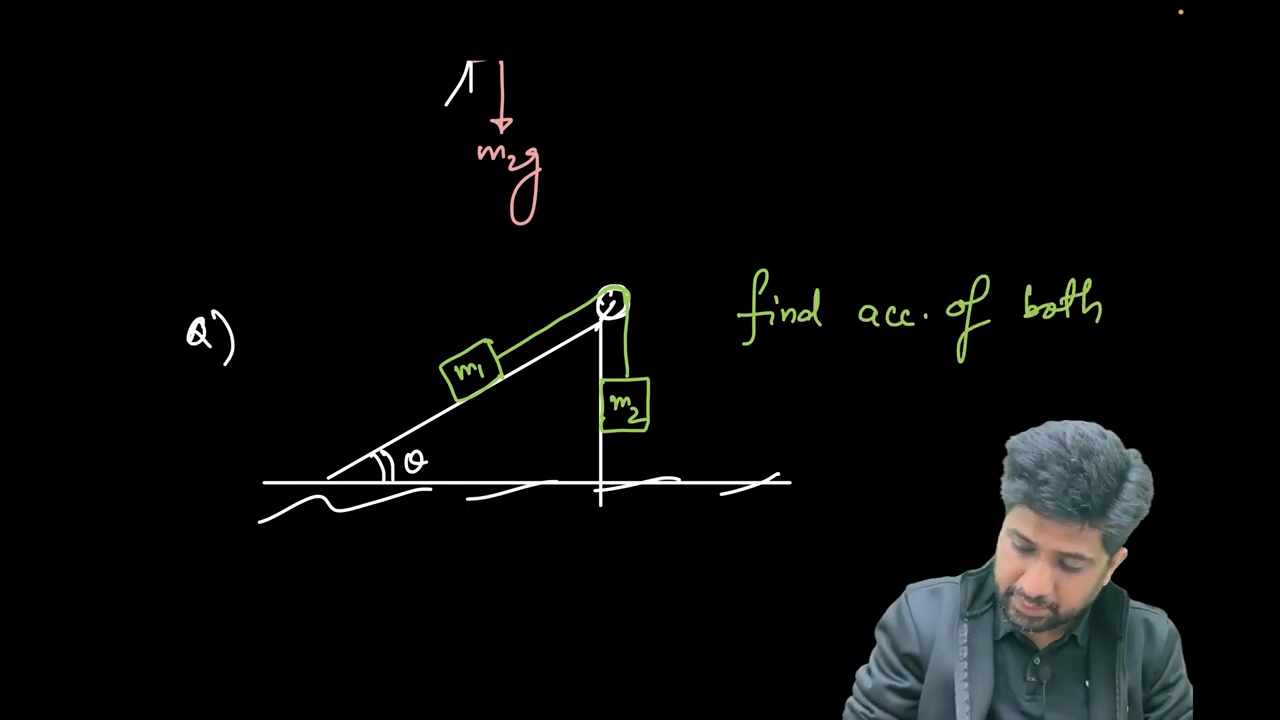 m₂g
Q')
find acc. of both
m₁
m₂
θ